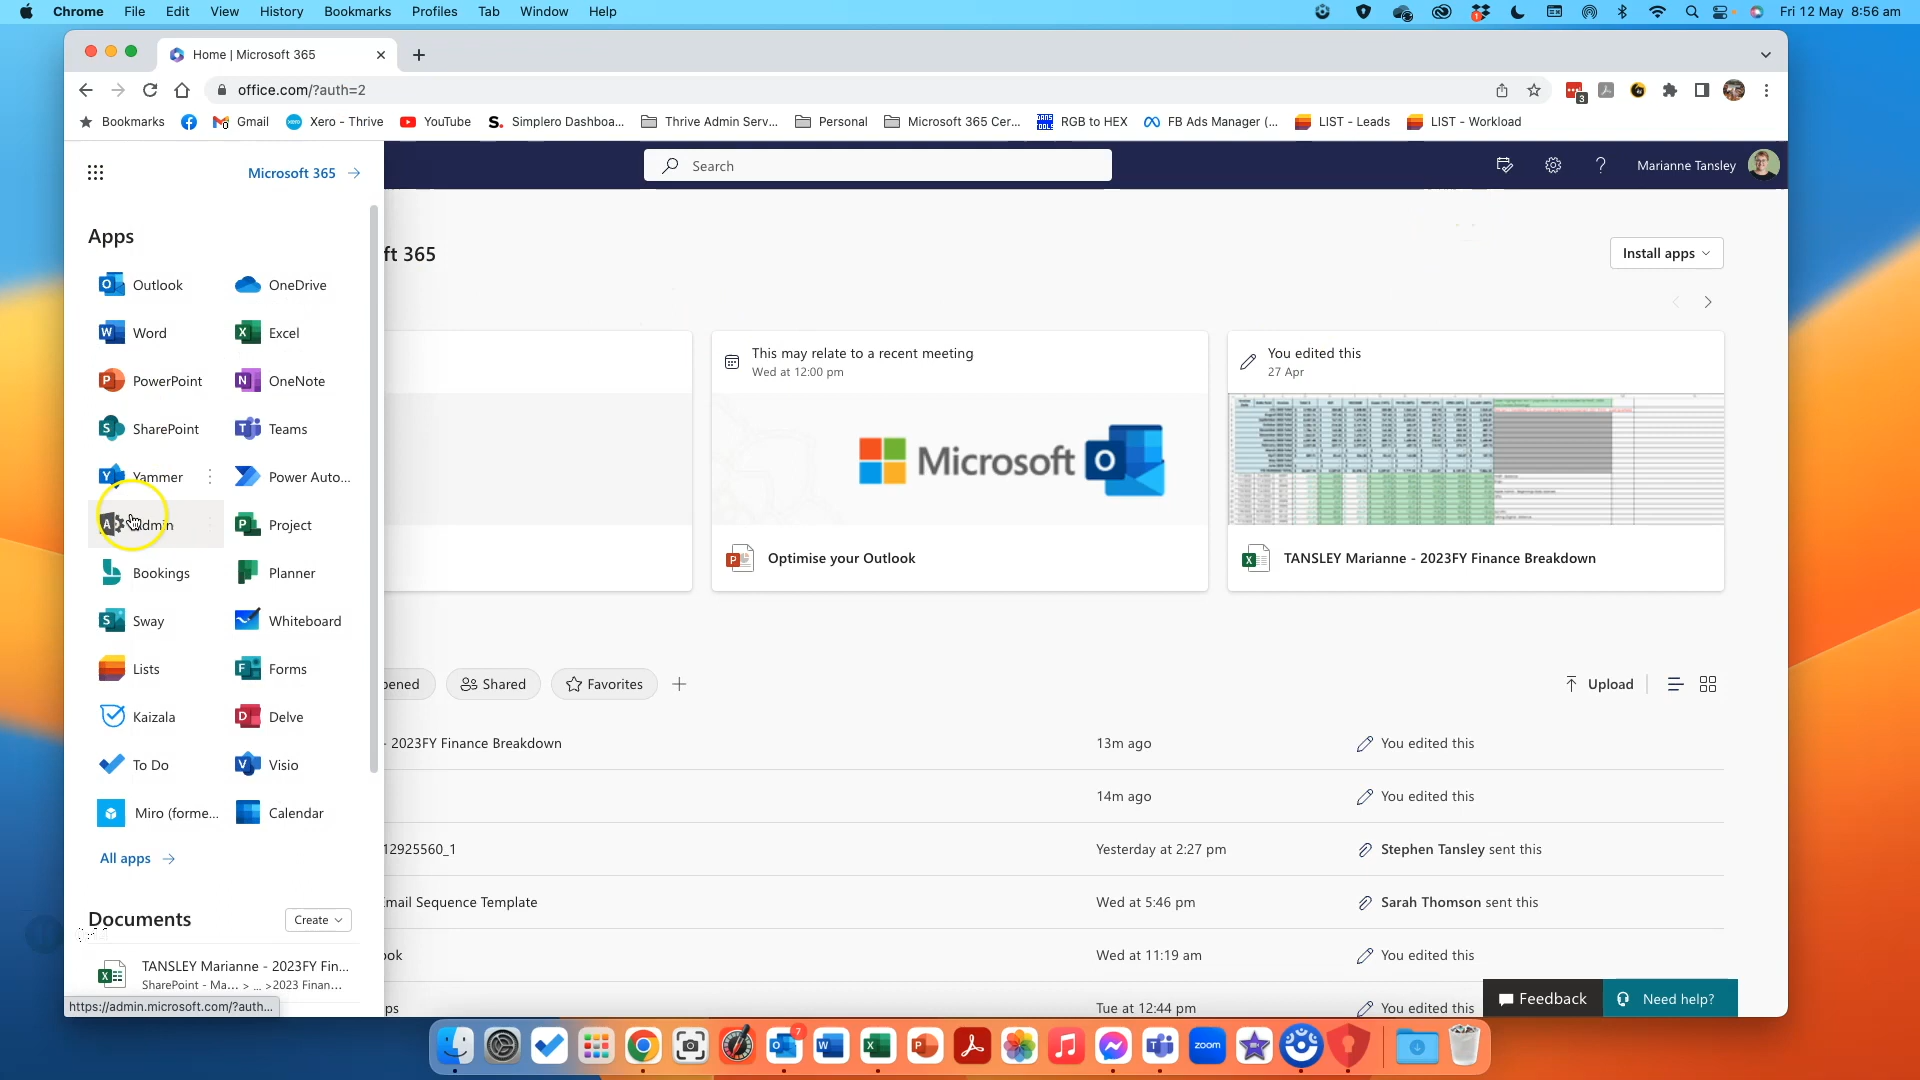 Chrome File Edit View History Bookmarks Profiles Tab Window Help Fri 12 May 8:56 am
Home | Microsoft 365
office.com/?auth=2
3
Bookmarks Gmail Xero - Thrive YouTube Simplero Dashboa... Thrive Admin Serv... Personal Microsoft 365 Cer... RGB to HEX FB Ads Manager (... LIST - Leads LIST - Workload
Microsoft 365 →
Search
Marianne Tansley
Apps
ft 365
Install apps
Outlook OneDrive
Word Excel
PowerPoint OneNote
SharePoint Teams
Yammer Power Auto...
Admin Project
Bookings Planner
Sway Whiteboard
Lists Forms
Kaizala Delve
To Do Visio
Miro (forme... Calendar
All apps →
Documents Create
TANSLEY Marianne - 2023FY Fin...
SharePoint - Ma... > ... >2023 Finan...
https://admin.microsoft.com/?auth...
This may relate to a recent meeting
Wed at 12:00 pm
Microsoft
Optimise your Outlook
You edited this
27 Apr
TANSLEY Marianne - 2023FY Finance Breakdown
pened Shared Favorites Upload
- 2023FY Finance Breakdown 13m ago You edited this
14m ago You edited this
12925560_1 Yesterday at 2:27 pm Stephen Tansley sent this
mail Sequence Template Wed at 5:46 pm Sarah Thomson sent this
ook Wed at 11:19 am You edited this
ps Tue at 12:44 pm You edited this
Feedback Need help?
7
zoom